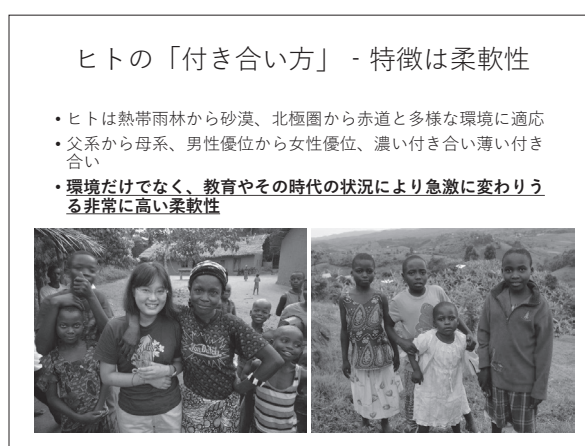 ヒトの「付き合い方」 - 特徴は柔軟性
• ヒトは熱帯雨林から砂漠、北極圏から赤道と多様な環境に適応
• 父系から母系、男性優位から女性優位、濃い付き合い薄い付き
合い
• 環境だけでなく、教育やその時代の状況により急激に変わりう
る非常に高い柔軟性